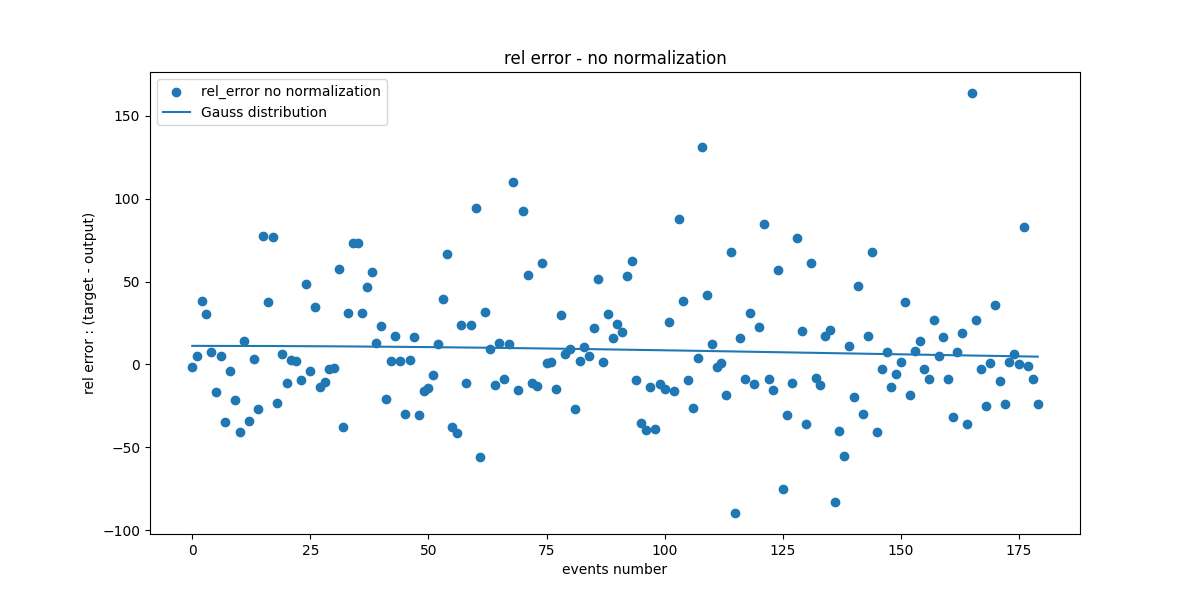 rel error - no normalization
rel_error no normalization
Gauss distribution
rel error : (target - output)
150
100
50
0
−50
−100
0 25 50 75 100 125 150 175
events number